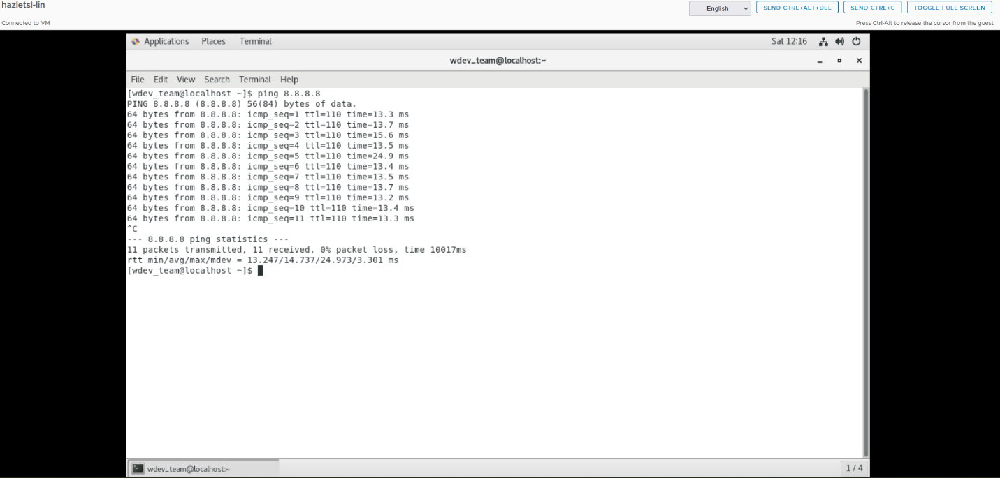 hazletsl-lin
English
SEND CTRL+ALT+DEL
SEND CTRL+C
TOGGLE FULL SCREEN
Connected to VM
Press Ctrl-Alt to release the cursor from the guest.
Applications Places Terminal
Sat 12:16
wdev_team@localhost:~
File Edit View Search Terminal Help
[wdev_team@localhost ~]$ ping 8.8.8.8
PING 8.8.8.8 (8.8.8.8) 56(84) bytes of data.
64 bytes from 8.8.8.8: icmp_seq=1 ttl=110 time=13.3 ms
64 bytes from 8.8.8.8: icmp_seq=2 ttl=110 time=13.7 ms
64 bytes from 8.8.8.8: icmp_seq=3 ttl=110 time=15.6 ms
64 bytes from 8.8.8.8: icmp_seq=4 ttl=110 time=13.5 ms
64 bytes from 8.8.8.8: icmp_seq=5 ttl=110 time=24.9 ms
64 bytes from 8.8.8.8: icmp_seq=6 ttl=110 time=13.4 ms
64 bytes from 8.8.8.8: icmp_seq=7 ttl=110 time=13.5 ms
64 bytes from 8.8.8.8: icmp_seq=8 ttl=110 time=13.7 ms
64 bytes from 8.8.8.8: icmp_seq=9 ttl=110 time=13.2 ms
64 bytes from 8.8.8.8: icmp_seq=10 ttl=110 time=13.4 ms
64 bytes from 8.8.8.8: icmp_seq=11 ttl=110 time=13.3 ms
^C
--- 8.8.8.8 ping statistics ---
11 packets transmitted, 11 received, 0% packet loss, time 10017ms
rtt min/avg/max/mdev = 13.247/14.737/24.973/3.301 ms
[wdev_team@localhost ~]$
wdev_team@localhost:~
1 / 4